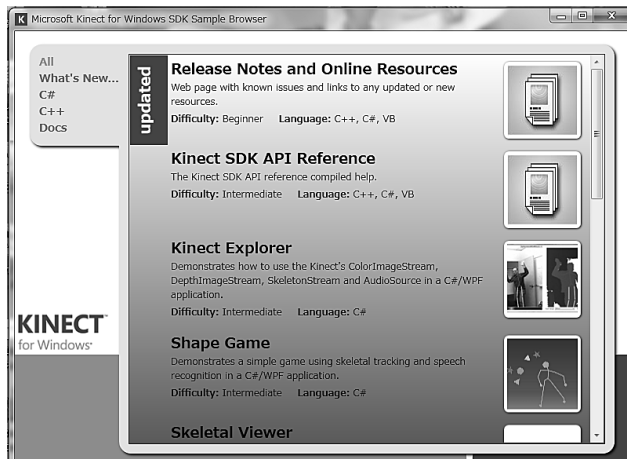 Microsoft Kinect for Windows SDK Sample Browser
All
What's New...
C#
C++
Docs
updated
Release Notes and Online Resources
Web page with known issues and links to any updated or new
resources.
Difficulty: Beginner Language: C++, C#, VB
Kinect SDK API Reference
The Kinect SDK API reference compiled help.
Difficulty: Intermediate Language: C++, C#, VB
Kinect Explorer
Demonstrates how to use the Kinect's ColorImageStream,
DepthImageStream, SkeletonStream and AudioSource in a C#/WPF
application.
Difficulty: Intermediate Language: C#
Shape Game
Demonstrates a simple game using skeletal tracking and speech
recognition in a C#/WPF application.
Difficulty: Intermediate Language: C#
Skeletal Viewer
KINECT
for Windows